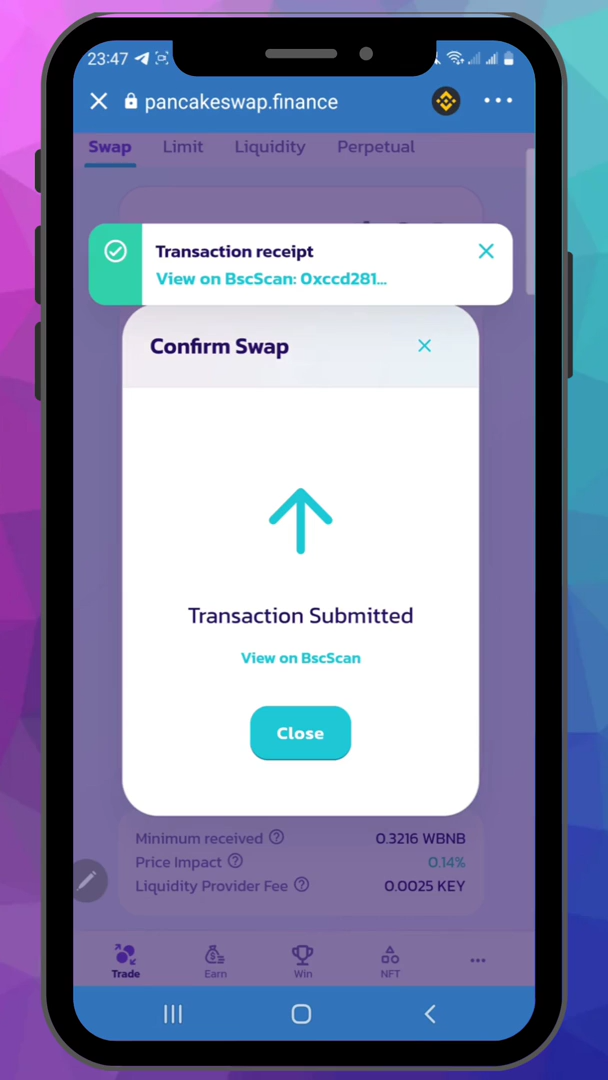 23:47
pancakeswap.finance
Swap Limit Liquidity Perpetual
Transaction receipt
View on BscScan: 0xccd281...
Confirm Swap
Transaction Submitted
View on BscScan
Close
Minimum received 0.3216 WBNB
Price Impact 0.14%
Liquidity Provider Fee 0.0025 KEY
Trade Earn Win NFT